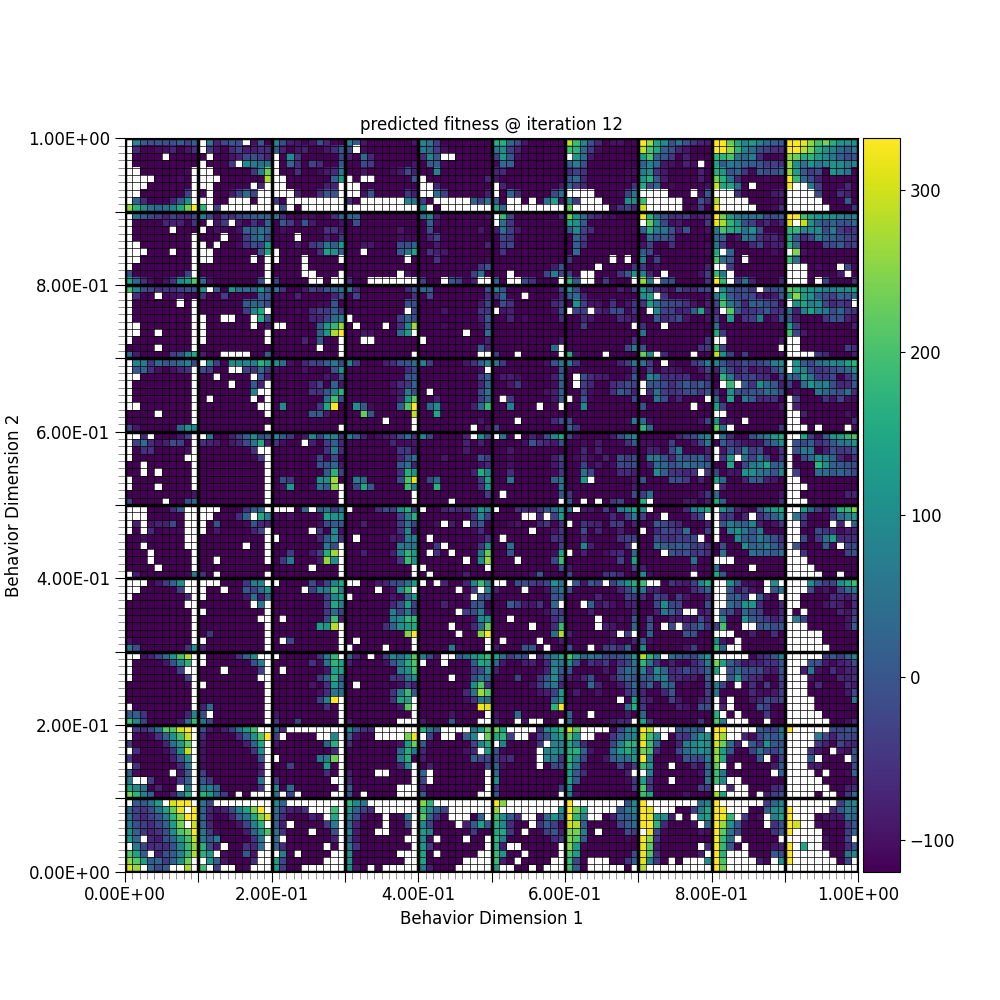 predicted fitness @ iteration 12
1.00E+00
8.00E-01
6.00E-01
4.00E-01
2.00E-01
0.00E+00
Behavior Dimension 2
0.00E+00 2.00E-01 4.00E-01 6.00E-01 8.00E-01 1.00E+00
Behavior Dimension 1
300
200
100
0
−100